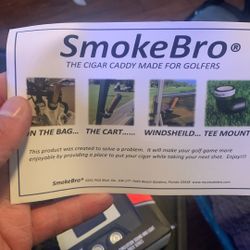 SmokeBro®
THE CIGAR CADDY MADE FOR GOLFERS
ON THE BAG... THE CART...... WINDSHEILD... TEE MOUNT
This product was created to solve a problem. It will make your golf game more
enjoyable by providing a place to put your cigar while taking your next shot. Enjoy!!!
SmokeBro®